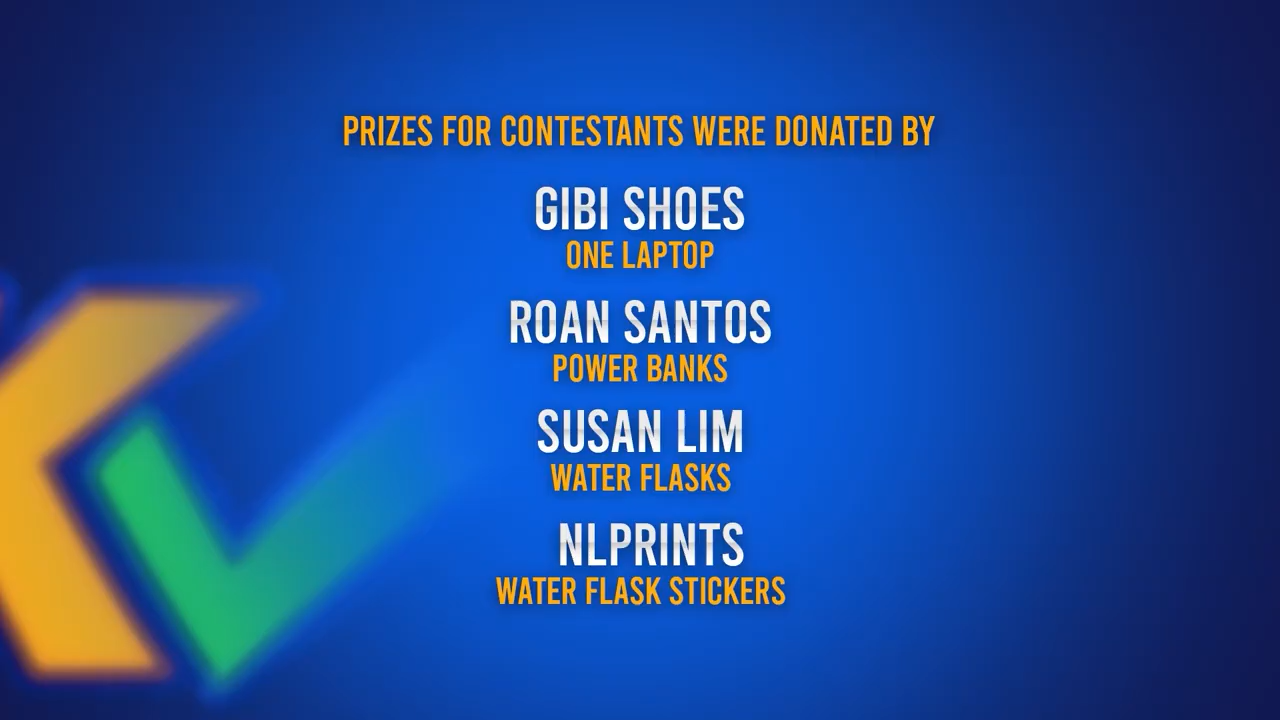 PRIZES FOR CONTESTANTS WERE DONATED BY
GIBI SHOES
ONE LAPTOP
ROAN SANTOS
POWER BANKS
SUSAN LIM
WATER FLASKS
NLPRINTS
WATER FLASK STICKERS